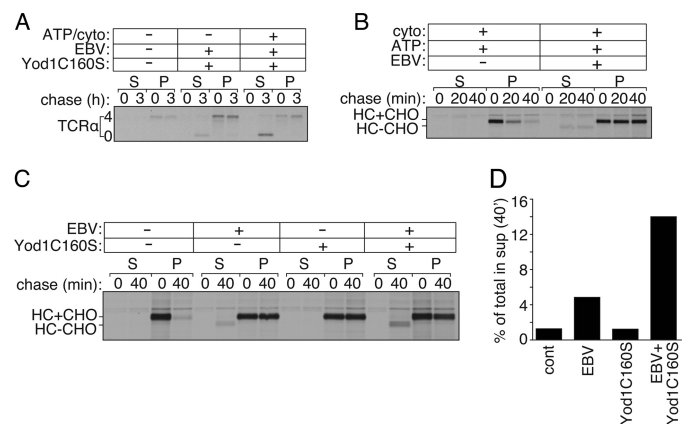 A
ATP/cyto: – – +
EBV: – + +
Yod1C160S: – + +
S P S P S P
chase (h): 0 3 0 3 0 3 0 3 0 3 0 3
TCRα 4
0
B
cyto: + +
ATP: + +
EBV: – +
S P S P
chase (min): 0 20 40 0 20 40 0 20 40 0 20 40
HC+CHO
HC-CHO
C
EBV: – + – +
Yod1C160S: – – + +
S P S P S P S P
chase (min): 0 40 0 40 0 40 0 40 0 40 0 40 0 40 0 40
HC+CHO
HC-CHO
D
% of total in sup (40')
16
12
8
4
0
cont
EBV
Yod1C160S
EBV+
Yod1C160S